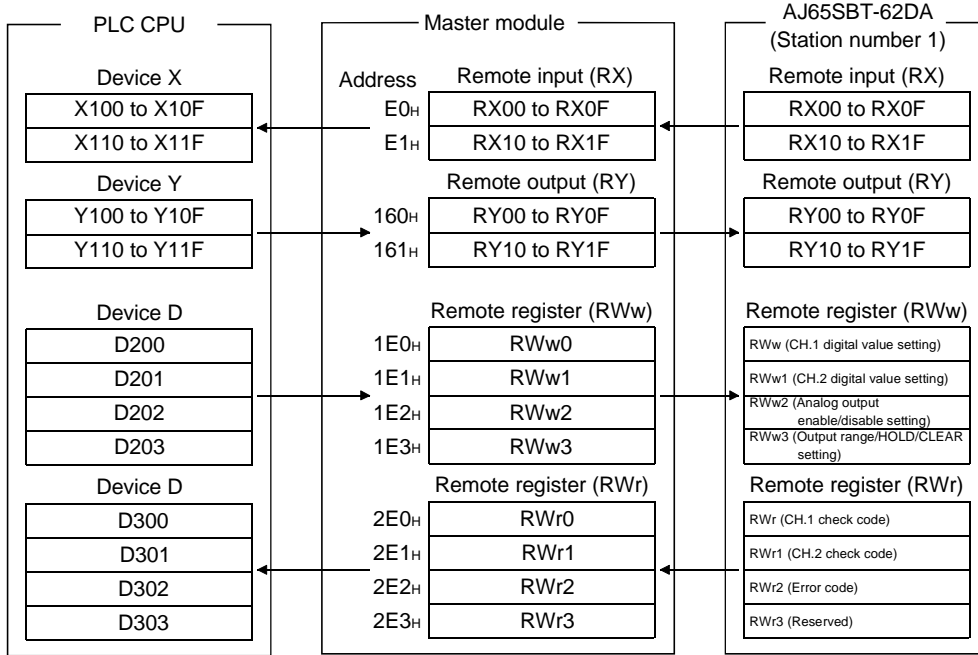 PLC CPU
Master module
AJ65SBT-62DA
(Station number 1)
Device X
Address
Remote input (RX)
Remote input (RX)
X100 to X10F
E0H
RX00 to RX0F
RX00 to RX0F
X110 to X11F
E1H
RX10 to RX1F
RX10 to RX1F
Device Y
Remote output (RY)
Remote output (RY)
Y100 to Y10F
160H
RY00 to RY0F
RY00 to RY0F
Y110 to Y11F
161H
RY10 to RY1F
RY10 to RY1F
Device D
Remote register (RWw)
Remote register (RWw)
D200
1E0H
RWw0
RWw (CH.1 digital value setting)
D201
1E1H
RWw1
RWw1 (CH.2 digital value setting)
D202
1E2H
RWw2
RWw2 (Analog output
enable/disable setting)
D203
1E3H
RWw3
RWw3 (Output range/HOLD/CLEAR
setting)
Device D
Remote register (RWr)
Remote register (RWr)
D300
2E0H
RWr0
RWr (CH.1 check code)
D301
2E1H
RWr1
RWr1 (CH.2 check code)
D302
2E2H
RWr2
RWr2 (Error code)
D303
2E3H
RWr3
RWr3 (Reserved)